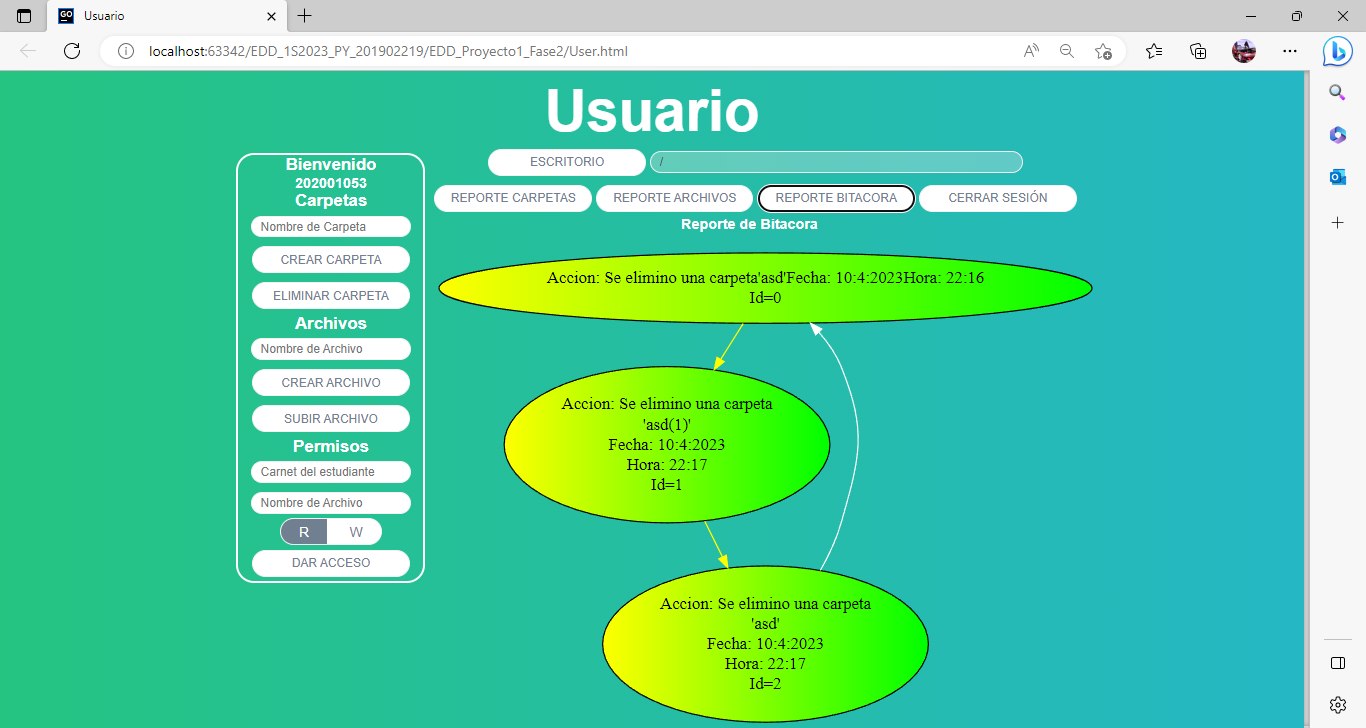 Usuario
localhost:63342/EDD_1S2023_PY_201902219/EDD_Proyecto1_Fase2/User.html
Usuario
ESCRITORIO
/
REPORTE CARPETAS
REPORTE ARCHIVOS
REPORTE BITACORA
CERRAR SESIÓN
Bienvenido
202001053
Carpetas
Nombre de Carpeta
CREAR CARPETA
ELIMINAR CARPETA
Archivos
Nombre de Archivo
CREAR ARCHIVO
SUBIR ARCHIVO
Permisos
Carnet del estudiante
Nombre de Archivo
R W
DAR ACCESO
Reporte de Bitacora
Accion: Se elimino una carpeta'asd'Fecha: 10:4:2023Hora: 22:16
Id=0
Accion: Se elimino una carpeta
'asd(1)'
Fecha: 10:4:2023
Hora: 22:17
Id=1
Accion: Se elimino una carpeta
'asd'
Fecha: 10:4:2023
Hora: 22:17
Id=2